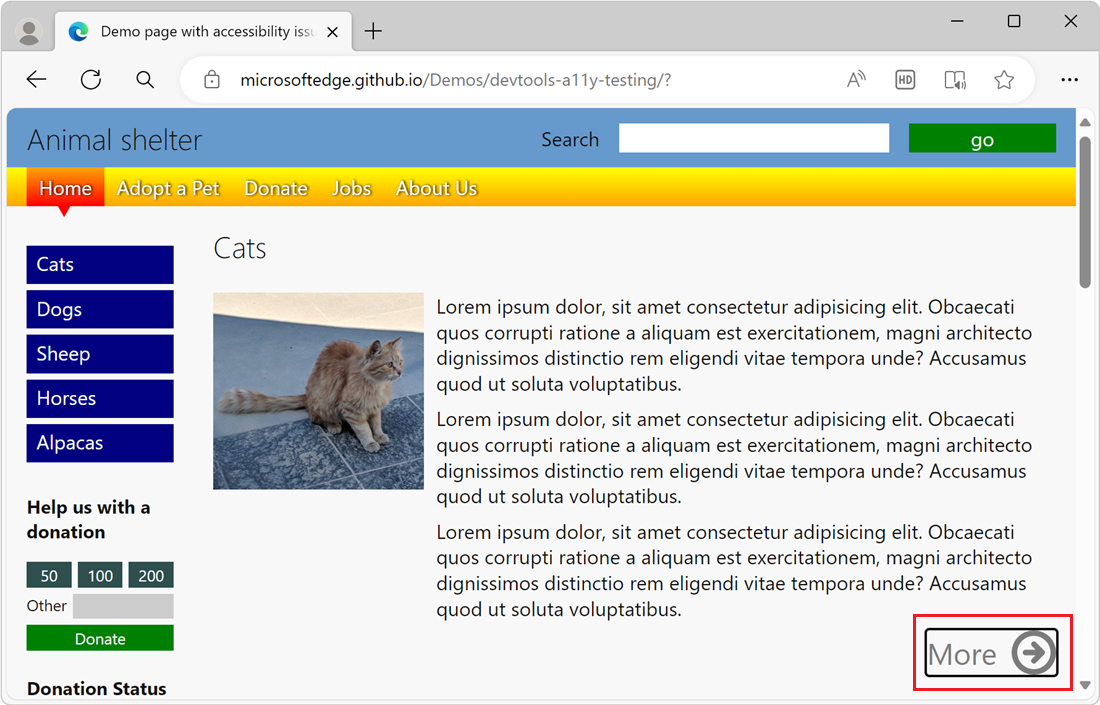 Demo page with accessibility issu
microsoftedge.github.io/Demos/devtools-a11y-testing/?
HD
Animal shelter
Search
go
Home
Adopt a Pet
Donate
Jobs
About Us
Cats
Dogs
Sheep
Horses
Alpacas
Help us with a
donation
50
100
200
Other
Donate
Donation Status
Cats
Lorem ipsum dolor, sit amet consectetur adipisicing elit. Obcaecati
quos corrupti ratione a aliquam est exercitationem, magni architecto
dignissimos distinctio rem eligendi vitae tempora unde? Accusamus
quod ut soluta voluptatibus.
Lorem ipsum dolor, sit amet consectetur adipisicing elit. Obcaecati
quos corrupti ratione a aliquam est exercitationem, magni architecto
dignissimos distinctio rem eligendi vitae tempora unde? Accusamus
quod ut soluta voluptatibus.
Lorem ipsum dolor, sit amet consectetur adipisicing elit. Obcaecati
quos corrupti ratione a aliquam est exercitationem, magni architecto
dignissimos distinctio rem eligendi vitae tempora unde? Accusamus
quod ut soluta voluptatibus.
More